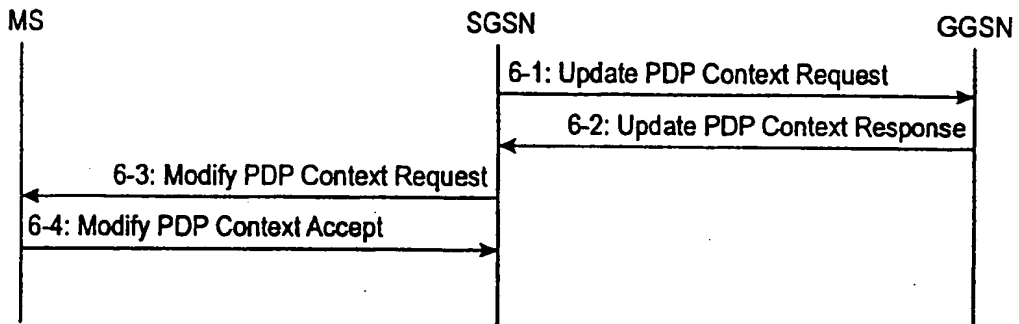 MS
SGSN
GGSN
6-1: Update PDP Context Request
6-2: Update PDP Context Response
6-3: Modify PDP Context Request
6-4: Modify PDP Context Accept